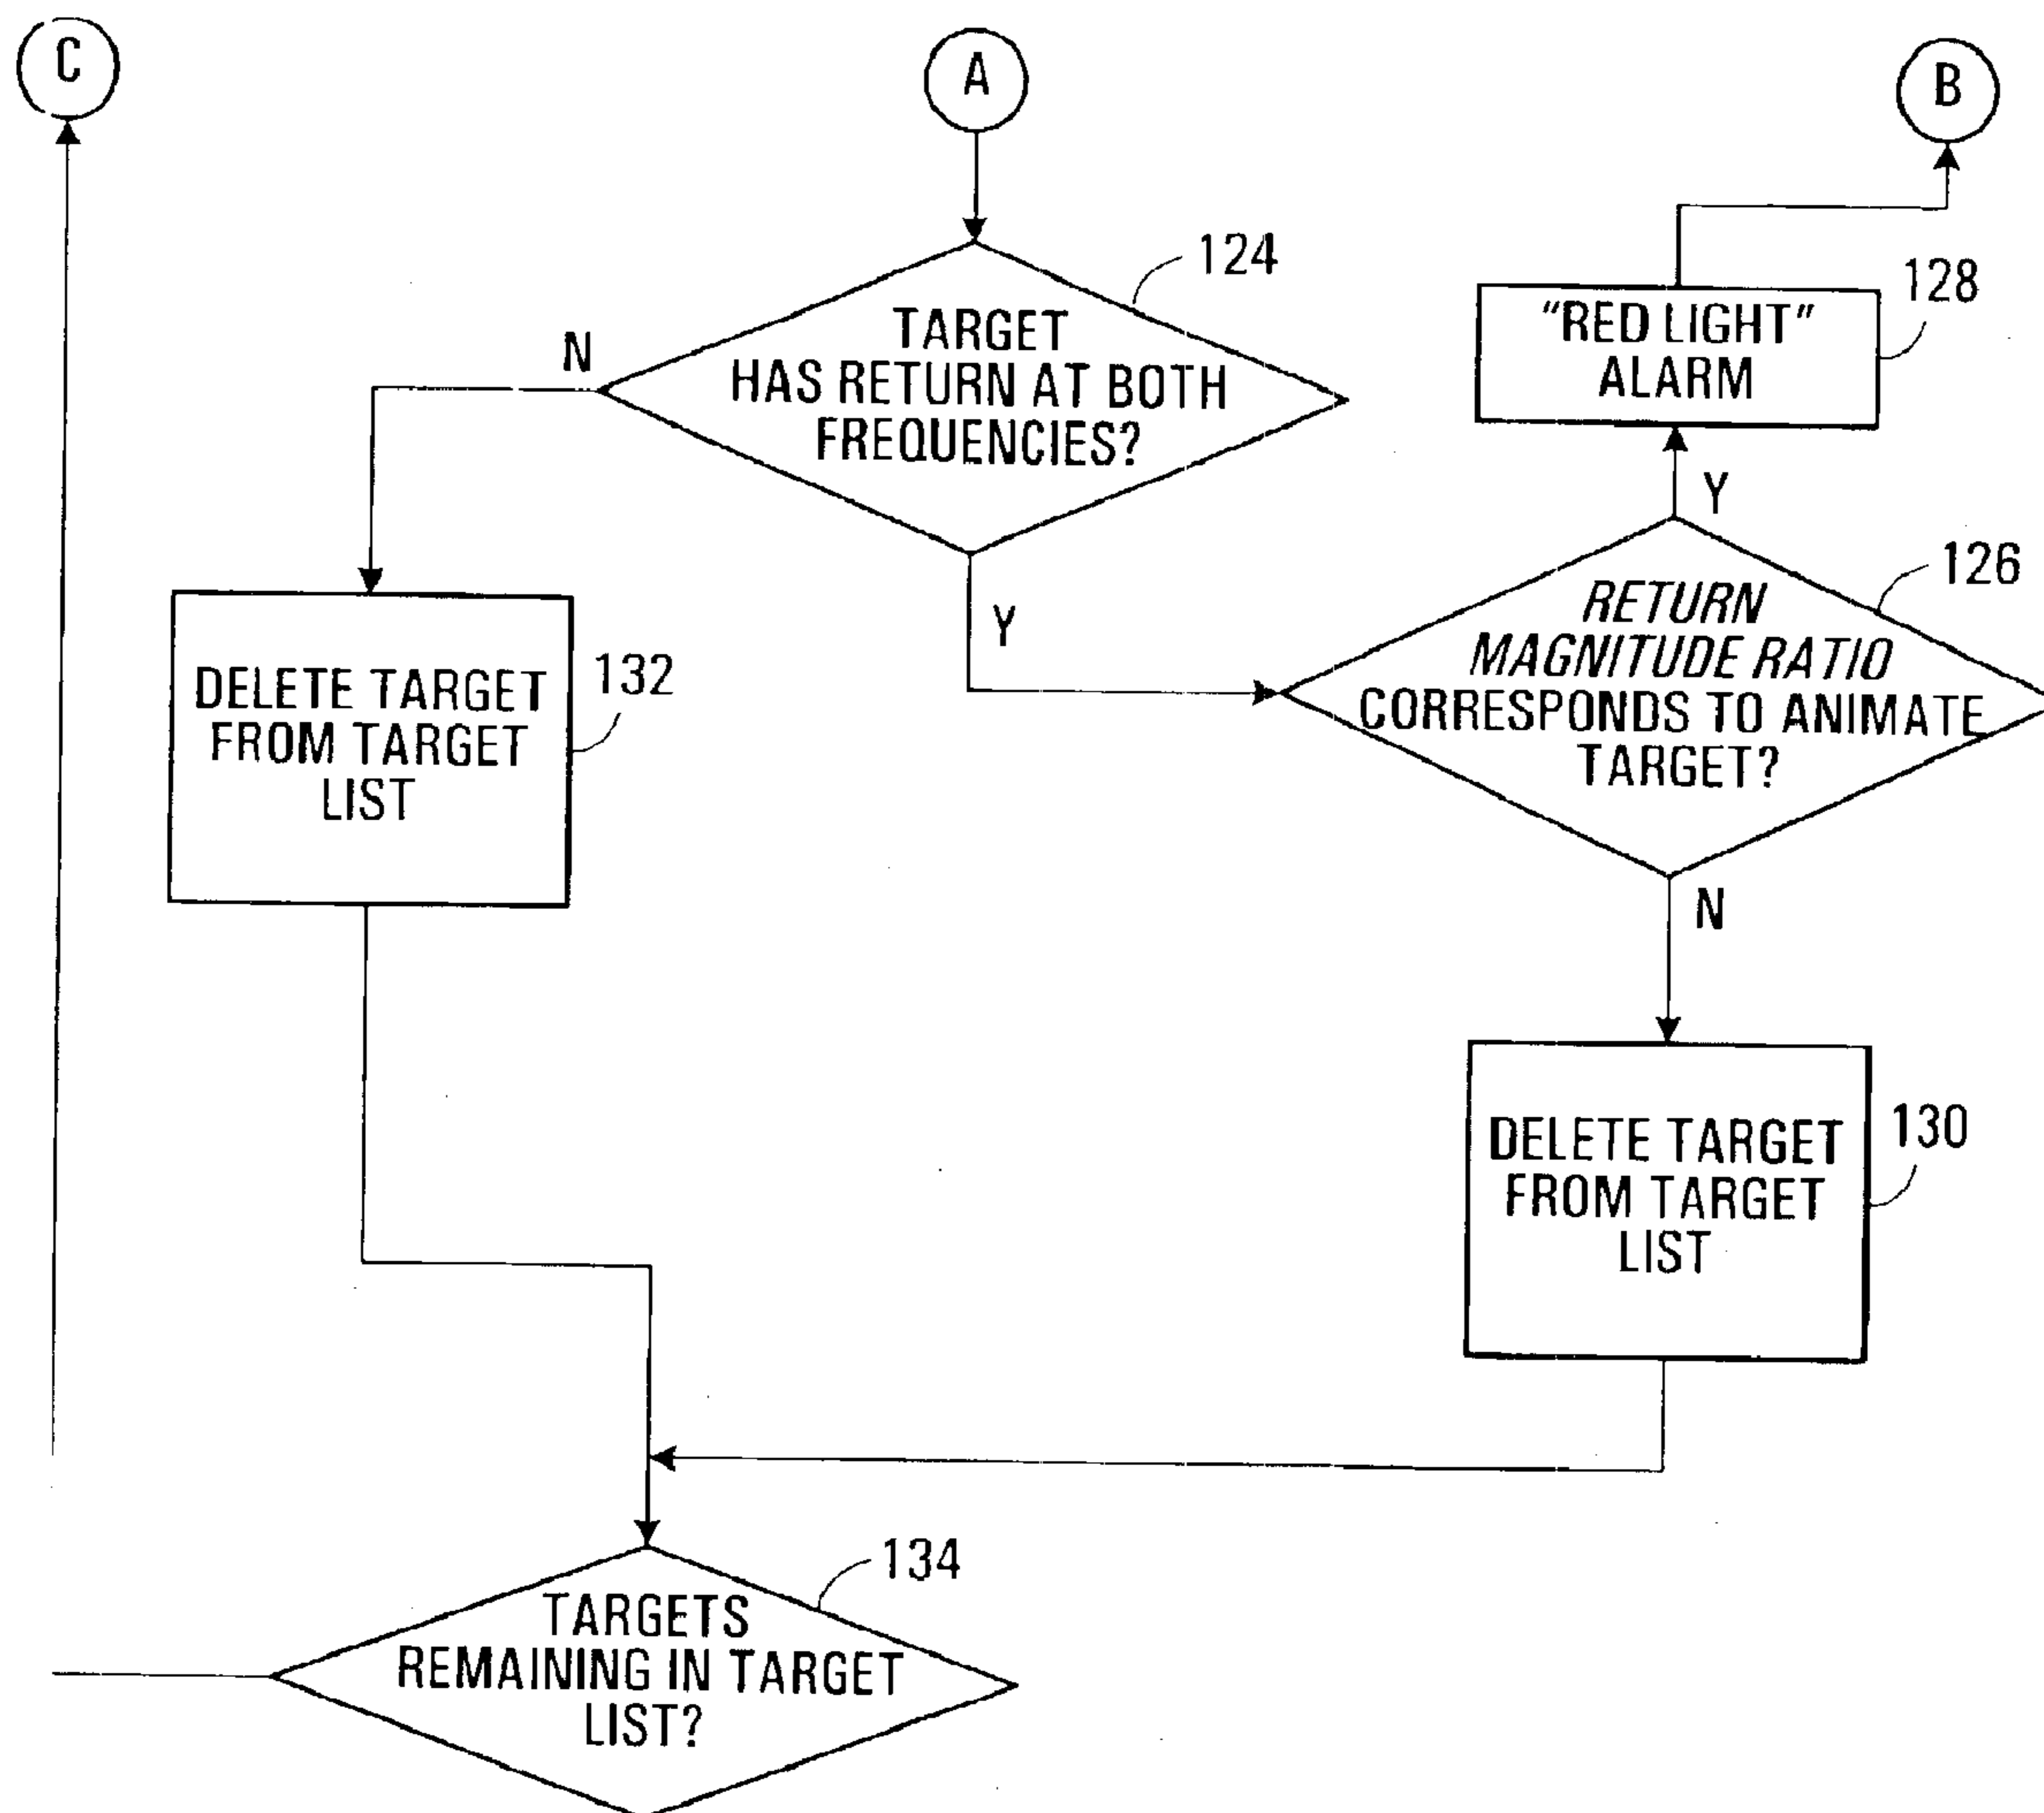 C
A
B
124
TARGET
HAS RETURN AT BOTH
FREQUENCIES?
N
Y
128
"RED LIGHT"
ALARM
Y
126
RETURN
MAGNITUDE RATIO
CORRESPONDS TO ANIMATE
TARGET?
N
132
DELETE TARGET
FROM TARGET
LIST
130
DELETE TARGET
FROM TARGET
LIST
134
TARGETS
REMAINING IN TARGET
LIST?